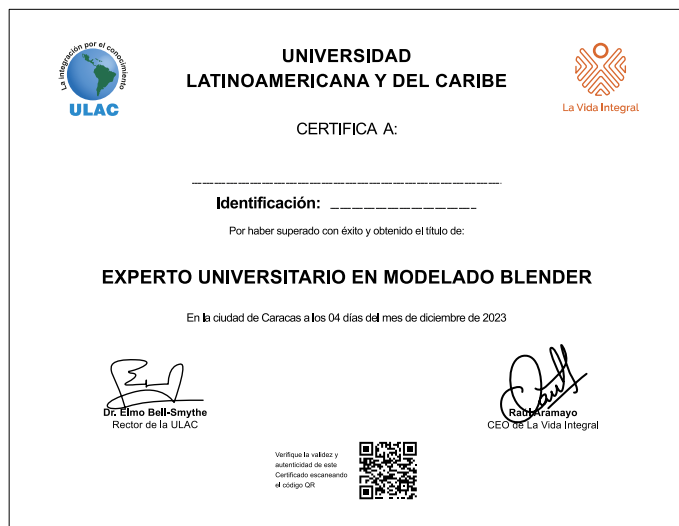 La integración por el conocimiento
ULAC
UNIVERSIDAD
LATINOAMERICANA Y DEL CARIBE
La Vida Integral
CERTIFICA A:
Identificación:
Por haber superado con éxito y obtenido el título de:
EXPERTO UNIVERSITARIO EN MODELADO BLENDER
En la ciudad de Caracas a los 04 días del mes de diciembre de 2023
Dr. Elmo Bell-Smythe
Rector de la ULAC
Raúl Aramayo
CEO de La Vida Integral
Verifique la validez y
autenticidad de este
Certificado escaneando
el código QR